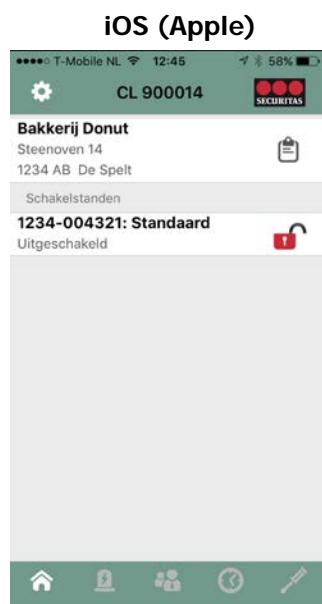 iOS (Apple)
T-Mobile NL 12:45 58%
CL 900014
SECURITAS
Bakkerij Donut
Steenoven 14
1234 AB De Spelt
Schakelstanden
1234-004321: Standaard
Uitgeschakeld